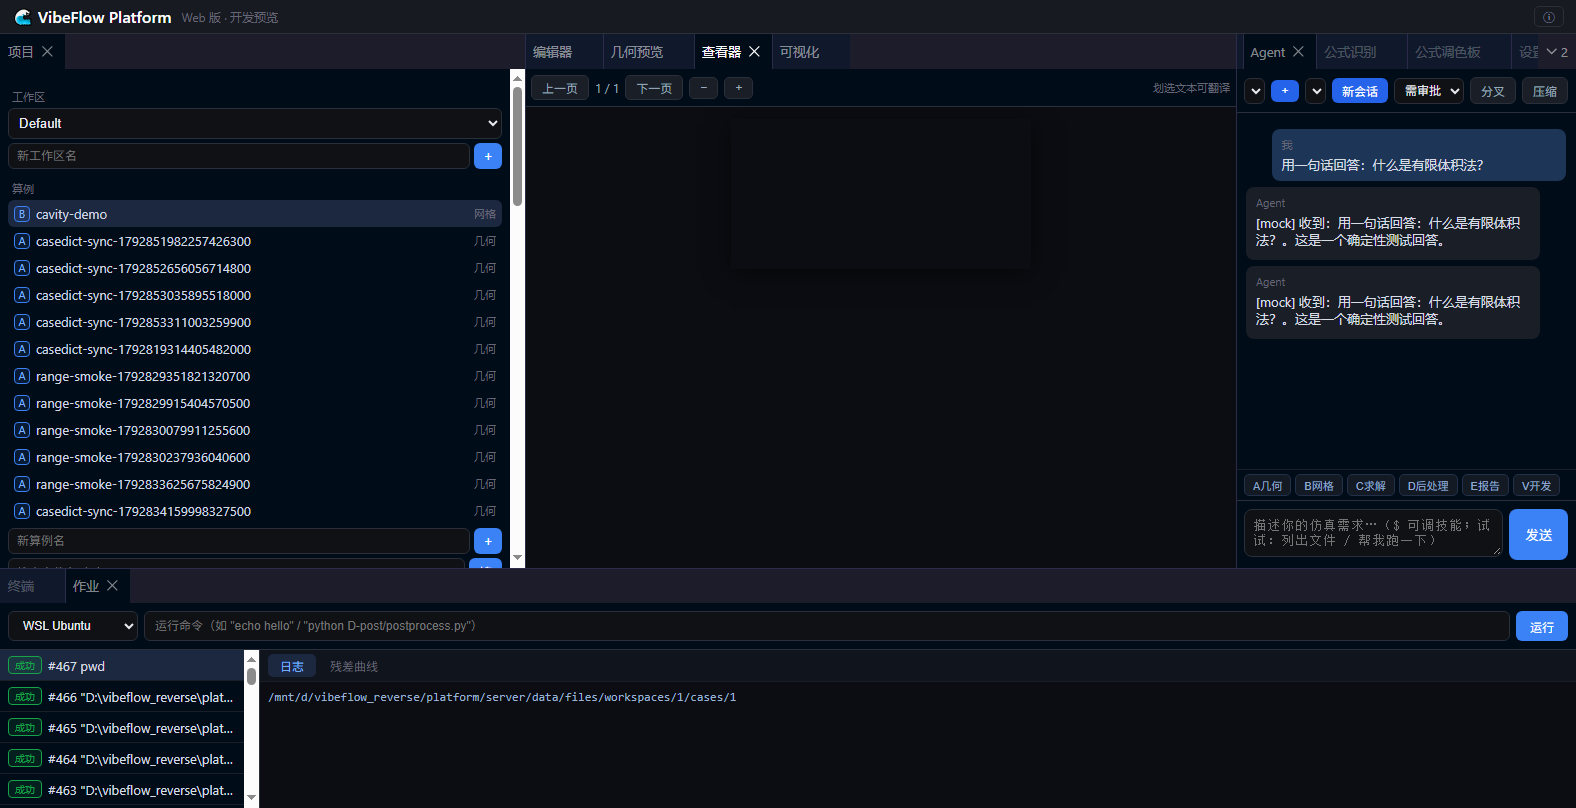 VibeFlow Platform Web 版 · 开发预览
项目
工作区
Default
新工作区名
+
算例
B cavity-demo 网格
A casedict-sync-1792851982257426300 几何
A casedict-sync-1792852656056714800 几何
A casedict-sync-1792853035895518000 几何
A casedict-sync-1792853311003259900 几何
A casedict-sync-1792819314405482000 几何
A range-smoke-1792829351821320700 几何
A range-smoke-1792829915404570500 几何
A range-smoke-1792830079911255600 几何
A range-smoke-1792830237936040600 几何
A range-smoke-1792833625675824900 几何
A casedict-sync-1792834159998327500 几何
新算例名
+
编辑器 几何预览 查看器 可视化
上一页 1 / 1 下一页 − + 划选文本可翻译
Agent 公式识别 公式调色板 设 2
+ 新会话 需审批 分叉 压缩
我
用一句话回答：什么是有限体积法？
Agent
[mock] 收到：用一句话回答：什么是有限体积
法？。这是一个确定性测试回答。
Agent
[mock] 收到：用一句话回答：什么是有限体积
法？。这是一个确定性测试回答。
A几何 B网格 C求解 D后处理 E报告 V开发
描述你的仿真需求…（$ 可调技能；试
试：列出文件 / 帮我跑一下）
发送
终端 作业
WSL Ubuntu
运行命令（如 "echo hello" / "python D-post/postprocess.py"）
运行
成功 #467 pwd
成功 #466 "D:\vibeflow_reverse\plat...
成功 #465 "D:\vibeflow_reverse\plat...
成功 #464 "D:\vibeflow_reverse\plat...
成功 #463 "D:\vibeflow_reverse\plat...
日志 残差曲线
/mnt/d/vibeflow_reverse/platform/server/data/files/workspaces/1/cases/1